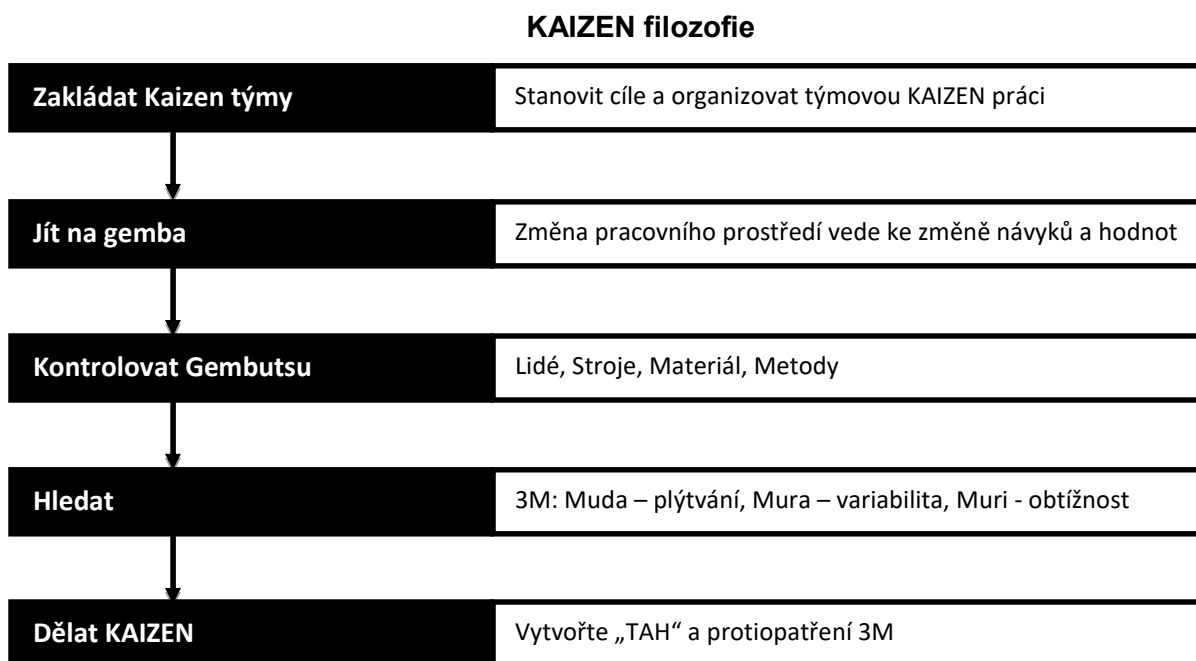 KAIZEN filozofie
Zakládat Kaizen týmy
Stanovit cíle a organizovat týmovou KAIZEN práci
Jít na gemba
Změna pracovního prostředí vede ke změně návyků a hodnot
Kontrolovat Gembutsu
Lidé, Stroje, Materiál, Metody
Hledat
3M: Muda – plýtvání, Mura – variabilita, Muri - obtížnost
Dělat KAIZEN
Vytvořte „TAH“ a protiopatření 3M